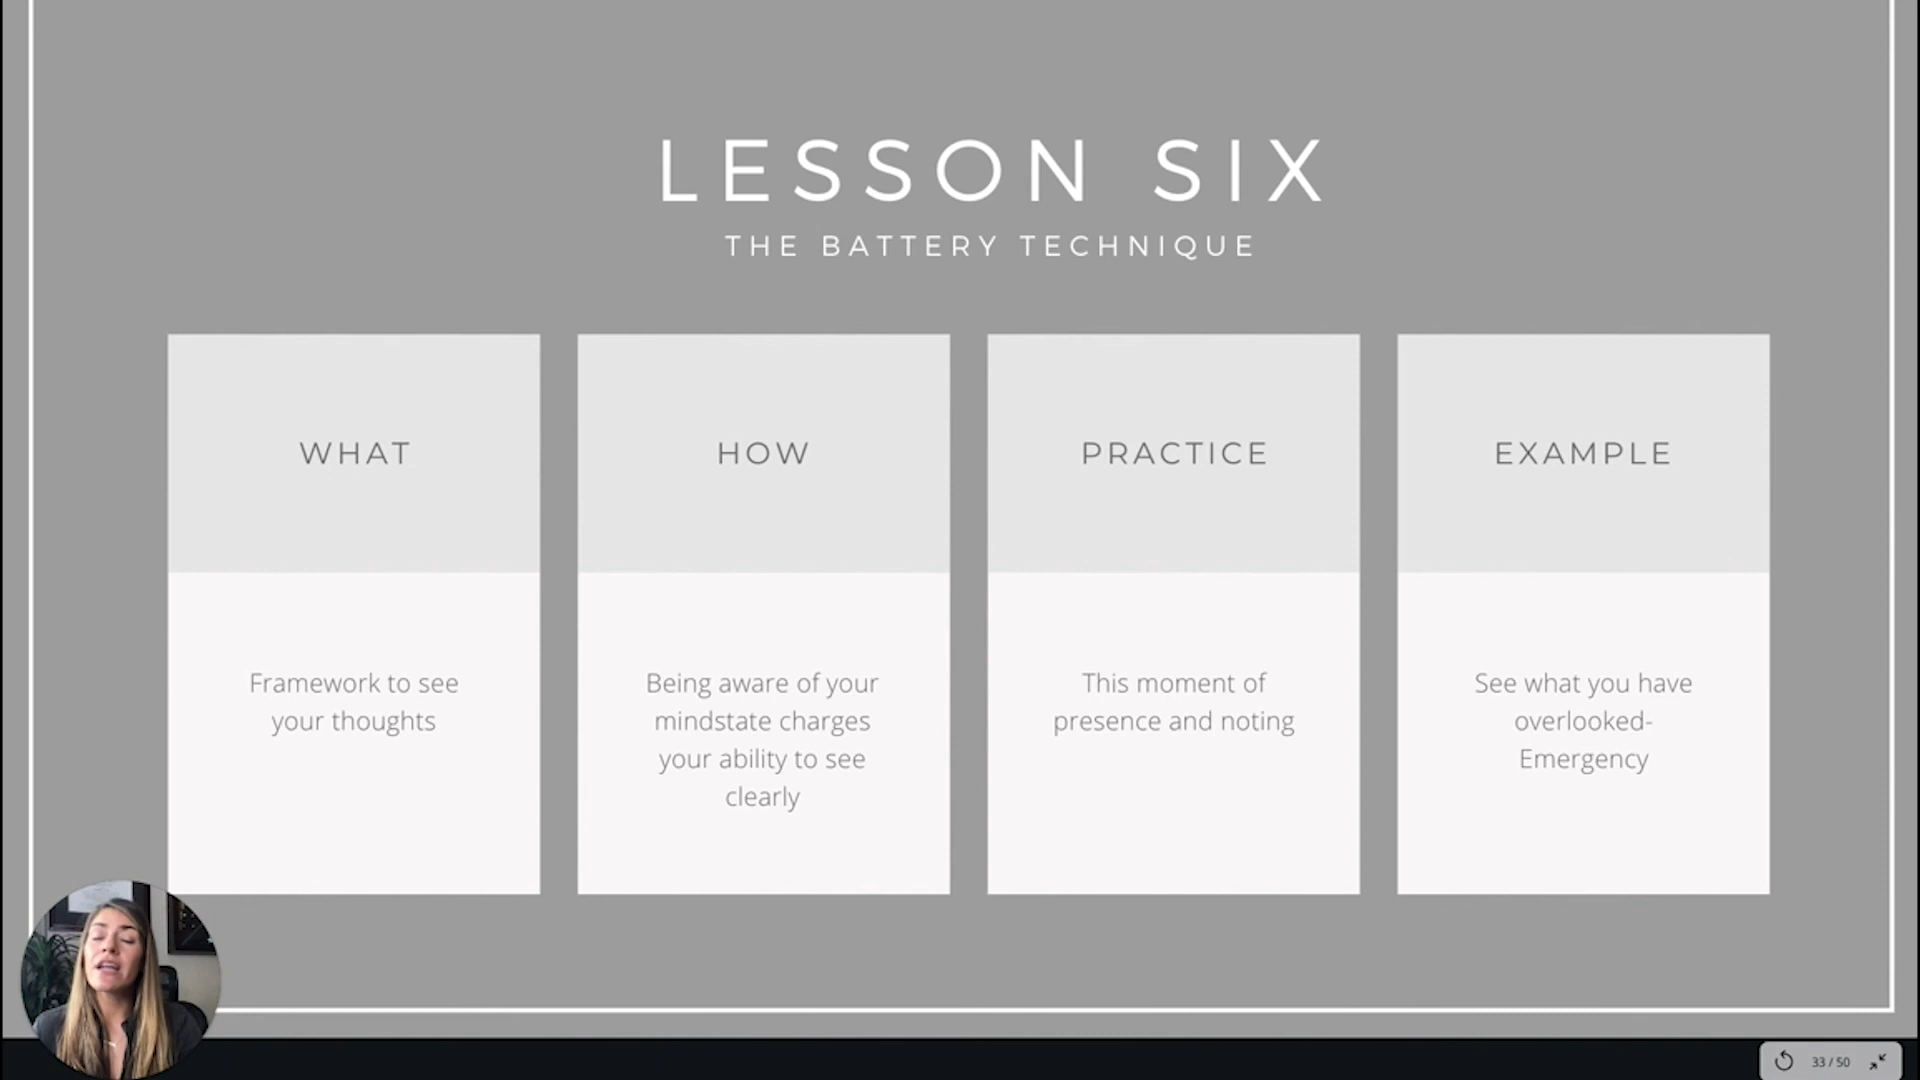 LESSON SIX
THE BATTERY TECHNIQUE
WHAT
Framework to see
your thoughts
HOW
Being aware of your
mindstate charges
your ability to see
clearly
PRACTICE
This moment of
presence and noting
EXAMPLE
See what you have
overlooked-
Emergency
33 / 50